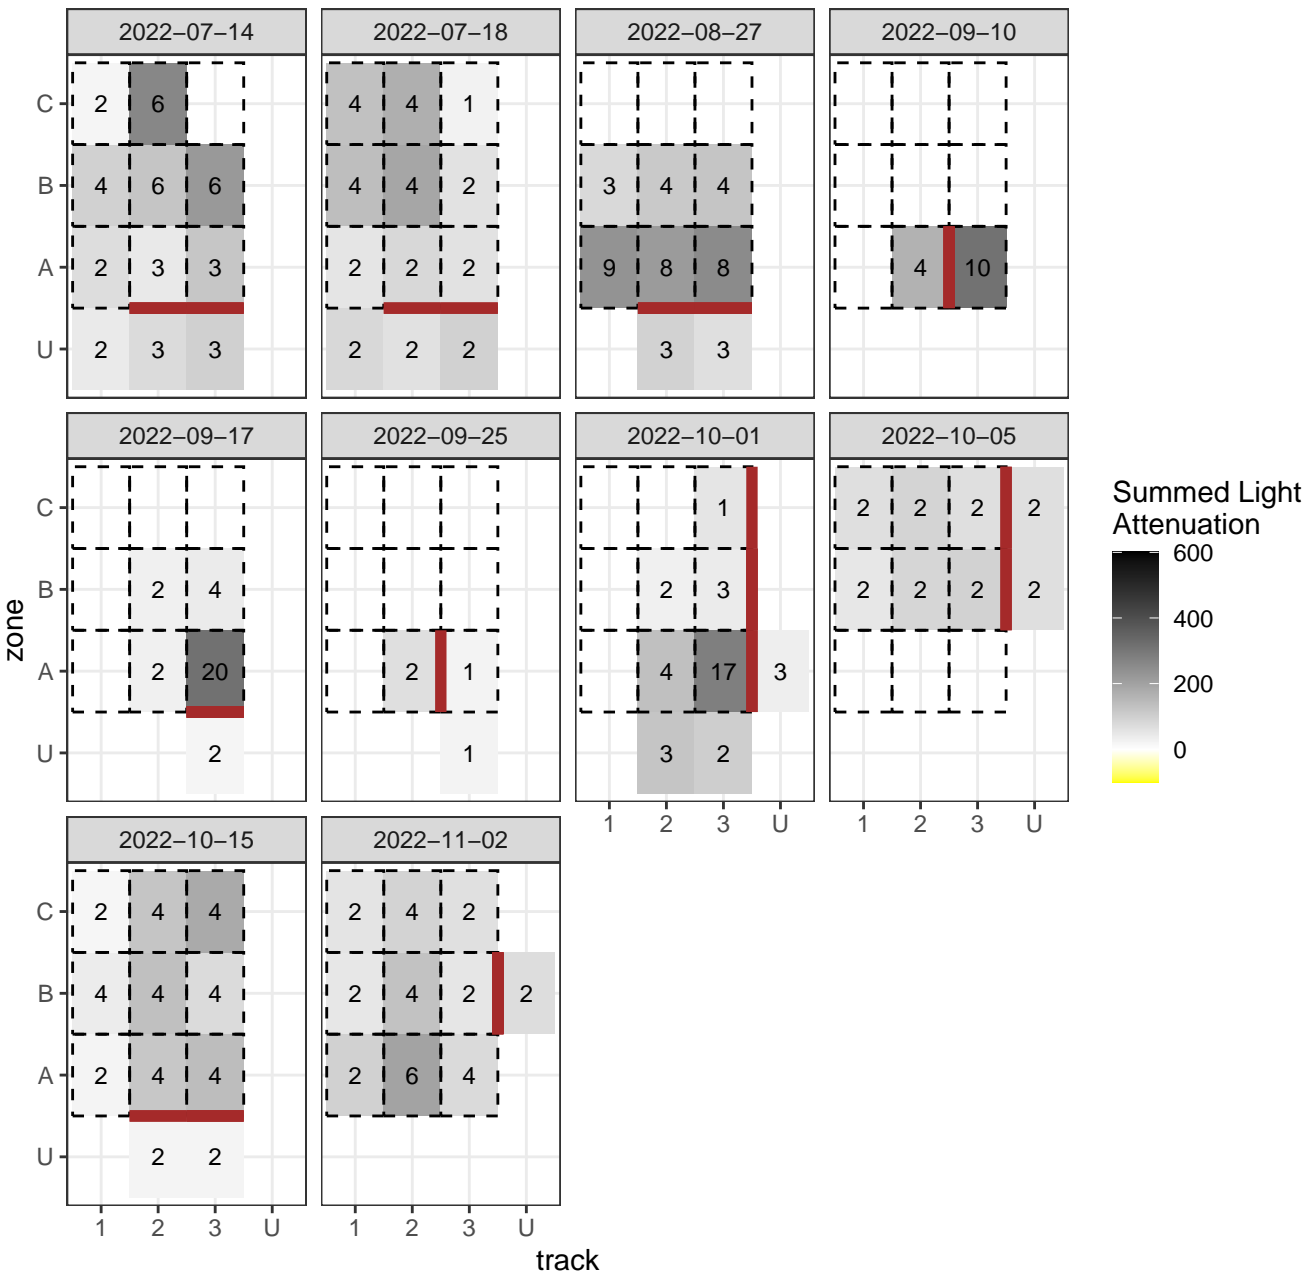 2022−07−14 2022−07−18 2022−08−27 2022−09−10
C 2 6 4 4 1
B 4 6 6 4 4 2 3 4 4
A 2 3 3 2 2 2 9 8 8 4 10
U 2 3 3 2 2 2 3 3
2022−09−17 2022−09−25 2022−10−01 2022−10−05
C 1 2 2 2 2
B 2 4 2 3 2 2 2 2
A 2 20 2 1 4 17 3
U 2 1 3 2
1 2 3 U 1 2 3 U
2022−10−15 2022−11−02
C 2 4 4 2 4 2
B 4 4 4 2 4 2 2
A 2 4 4 2 6 4
U 2 2
1 2 3 U 1 2 3 U
track
zone
Summed Light
Attenuation
600
400
200
0